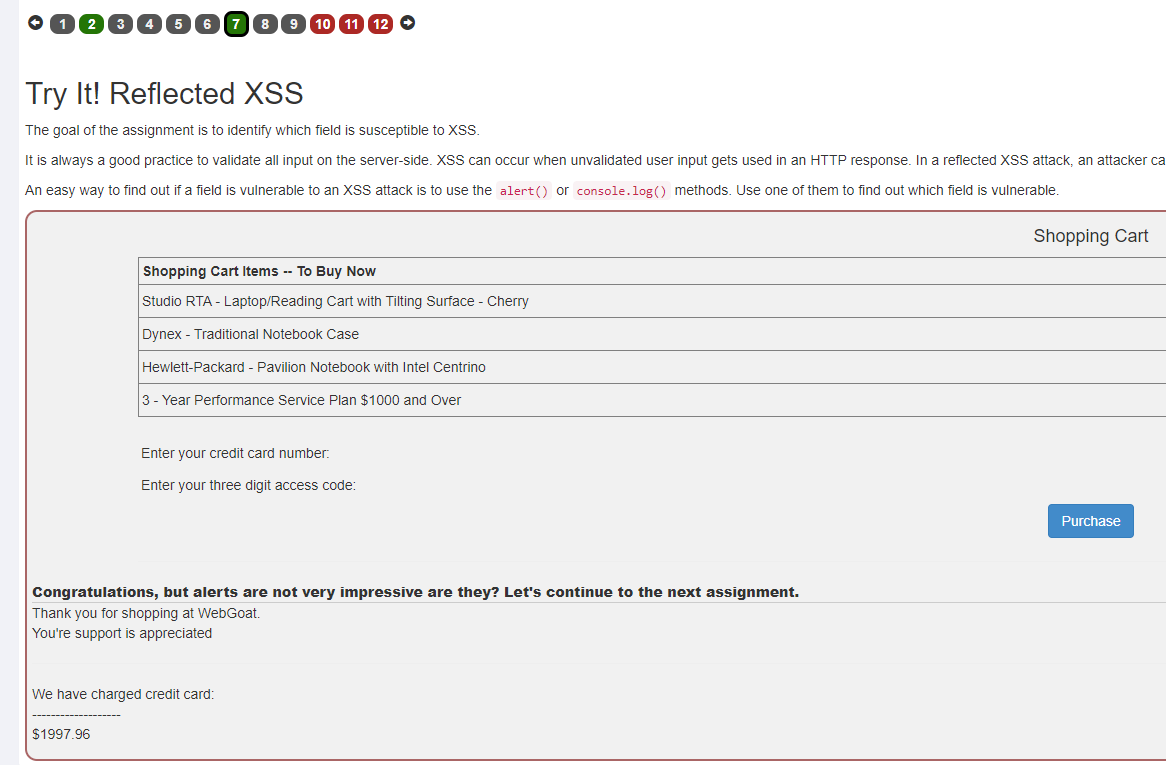 1 2 3 4 5 6 7 8 9 10 11 12
Try It! Reflected XSS
The goal of the assignment is to identify which field is susceptible to XSS.
It is always a good practice to validate all input on the server-side. XSS can occur when unvalidated user input gets used in an HTTP response. In a reflected XSS attack, an attacker ca
An easy way to find out if a field is vulnerable to an XSS attack is to use the alert() or console.log() methods. Use one of them to find out which field is vulnerable.
Shopping Cart
Shopping Cart Items -- To Buy Now
Studio RTA - Laptop/Reading Cart with Tilting Surface - Cherry
Dynex - Traditional Notebook Case
Hewlett-Packard - Pavilion Notebook with Intel Centrino
3 - Year Performance Service Plan $1000 and Over
Enter your credit card number:
Enter your three digit access code:
Purchase
Congratulations, but alerts are not very impressive are they? Let's continue to the next assignment.
Thank you for shopping at WebGoat.
You're support is appreciated
We have charged credit card:
-------------------
$1997.96